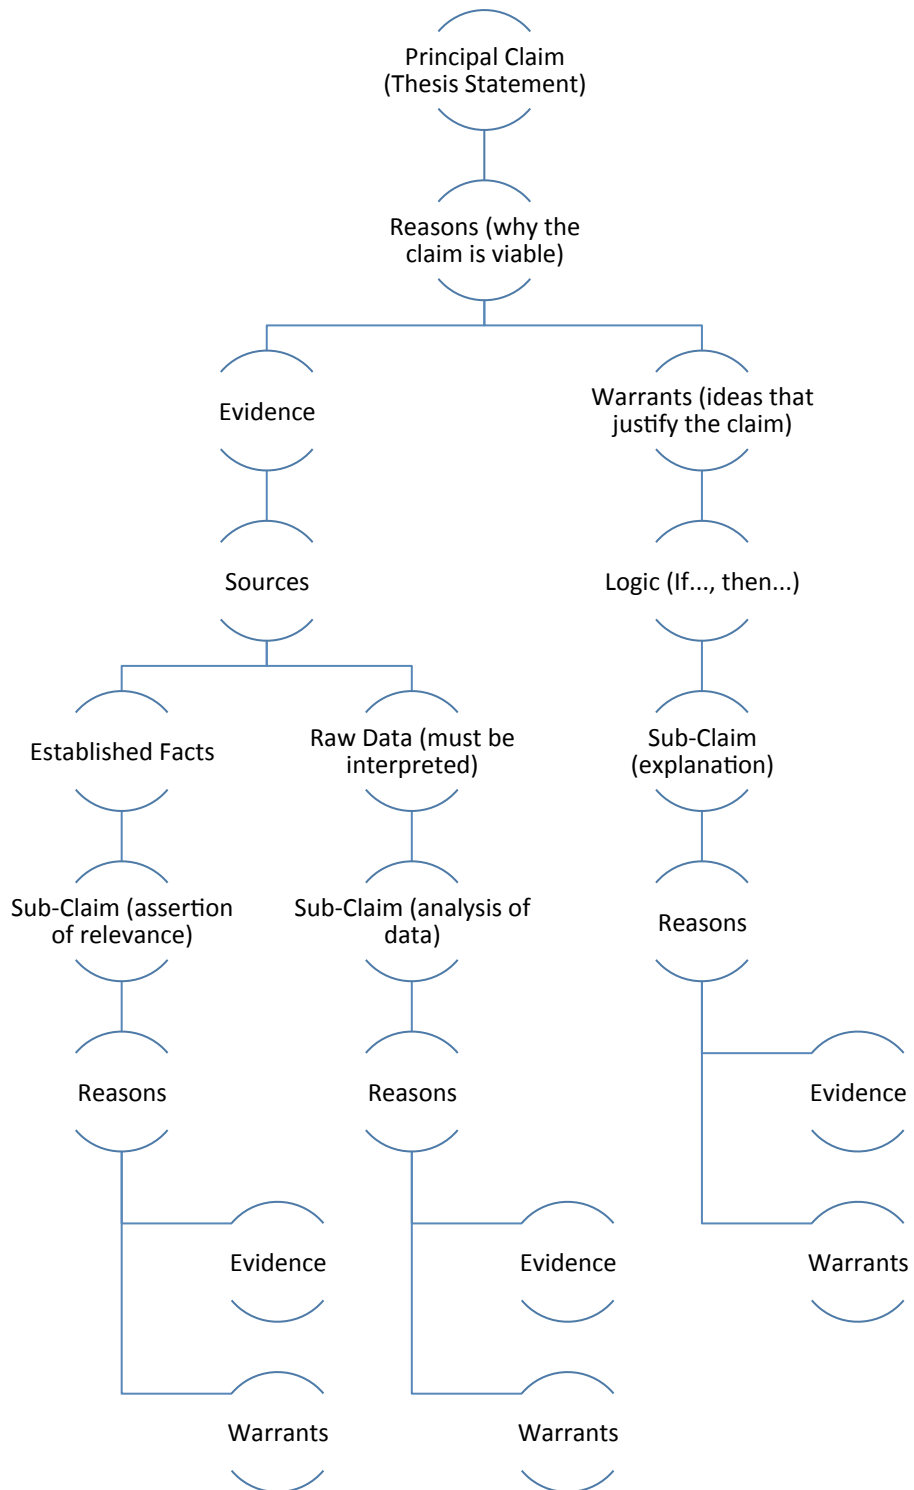 Principal Claim
(Thesis Statement)
Reasons (why the
claim is viable)
Evidence
Warrants (ideas that
justify the claim)
Sources
Logic (If..., then...)
Established Facts
Raw Data (must be
interpreted)
Sub-Claim
(explanation)
Sub-Claim (assertion
of relevance)
Sub-Claim (analysis of
data)
Reasons
Reasons
Reasons
Evidence
Evidence
Evidence
Warrants
Warrants
Warrants